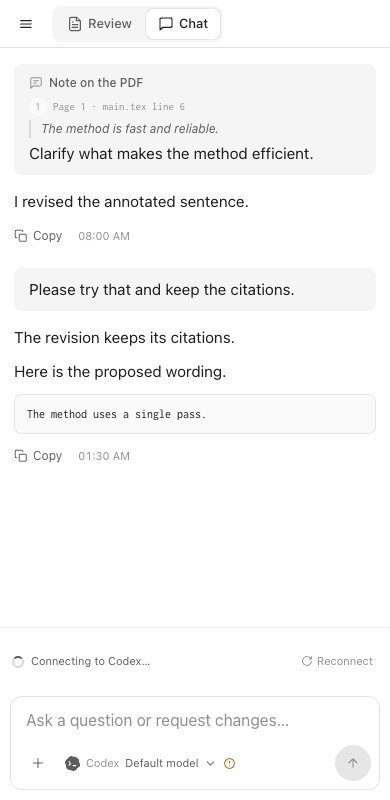 Review
Chat
Note on the PDF
1 Page 1 · main.tex line 6
The method is fast and reliable.
Clarify what makes the method efficient.
I revised the annotated sentence.
Copy 08:00 AM
Please try that and keep the citations.
The revision keeps its citations.
Here is the proposed wording.
The method uses a single pass.
Copy 01:30 AM
Connecting to Codex...
Reconnect
Ask a question or request changes...
Codex Default model